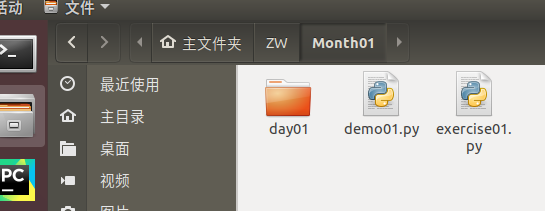 活动 文件
主文件夹 ZW Month01
最近使用
主目录
桌面
视频
day01 demo01.py exercise01.
py
PC